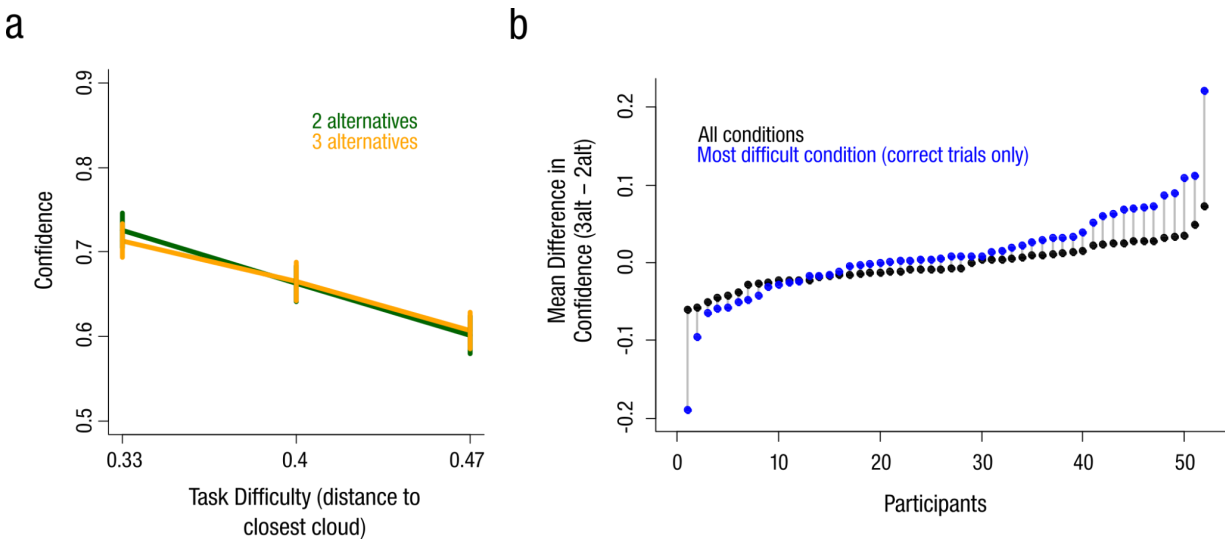 a
0.9
0.8
0.7
0.6
0.5
Confidence
2 alternatives
3 alternatives
0.33
0.4
0.47
Task Difficulty (distance to
closest cloud)
b
0.2
0.1
0.0
-0.1
-0.2
Mean Difference in
Confidence (3alt – 2alt)
All conditions
Most difficult condition (correct trials only)
0
10
20
30
40
50
Participants